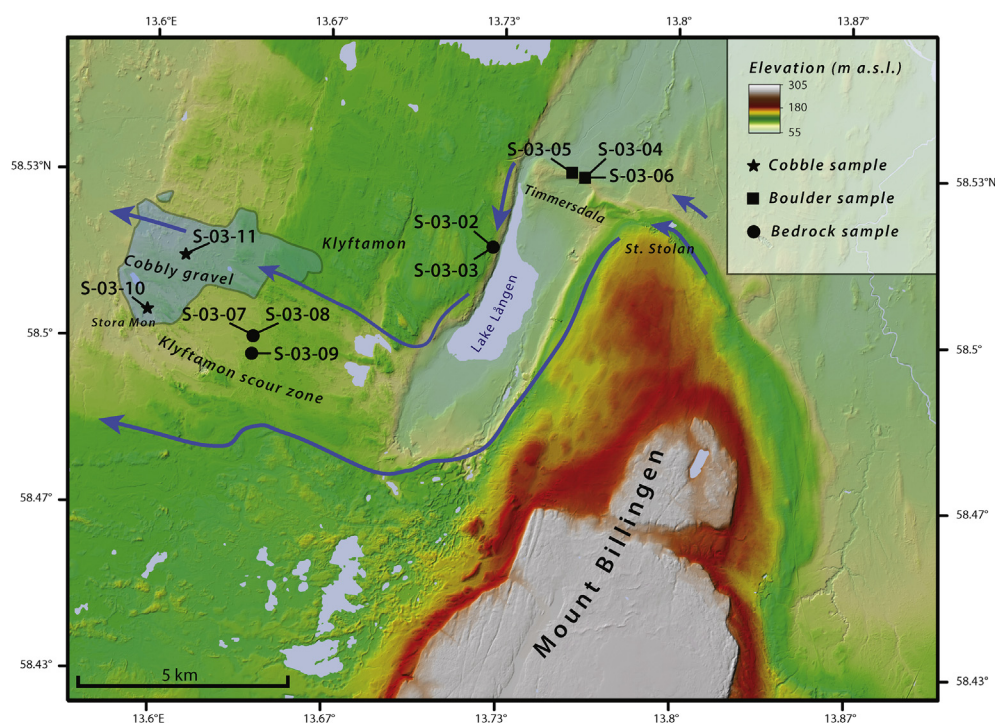 13.6°E
13.67
13.73
13.8
13.87
Elevation (m a.s.l.)
305
180
55
Cobble sample
Boulder sample
Bedrock sample
58.53°N
58.53°N
S-03-05
S-03-04
S-03-06
Timmersdala
S-03-02
S-03-03
Klyftamon
St. Stolan
S-03-11
Cobbly gravel
S-03-10
Stora Mon
S-03-07
S-03-08
S-03-09
Klyftamon scour zone
Lake Lången
58.5°
58.5°
58.47°
58.47°
Mount Billingen
58.43°
58.43°
5 km
13.6°E
13.67°
13.73°
13.8°
13.87°